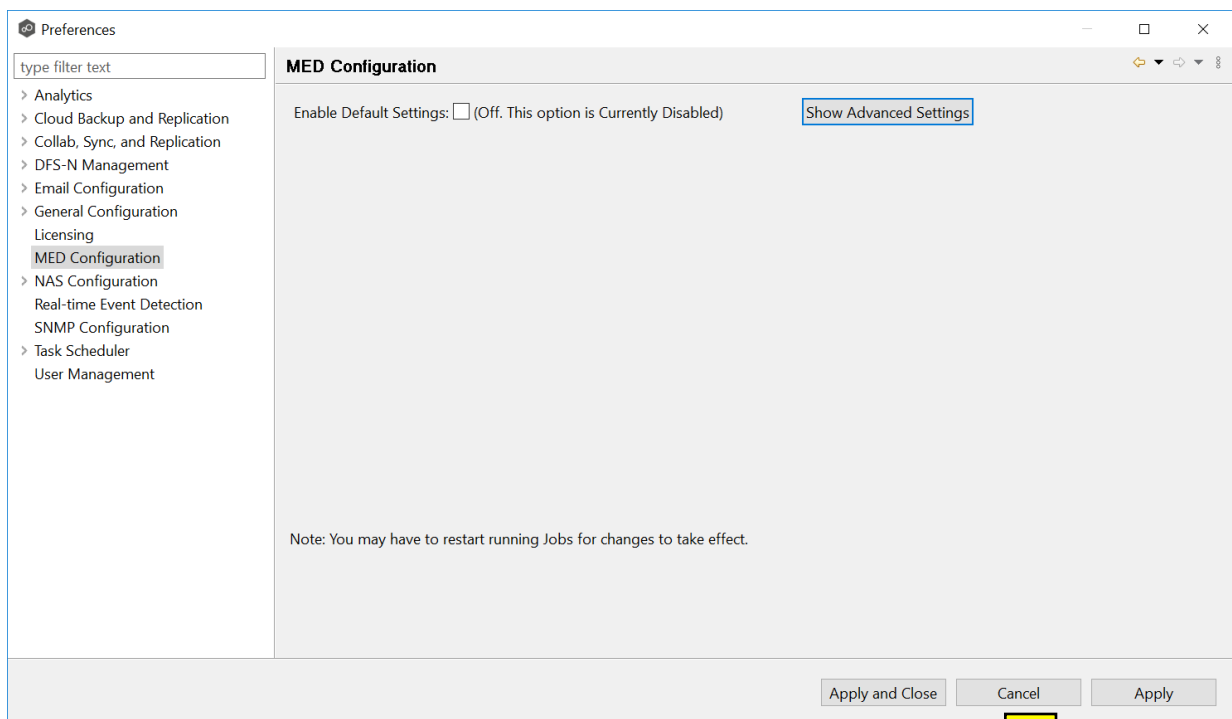 Preferences
type filter text
MED Configuration
Analytics
Cloud Backup and Replication
Collab, Sync, and Replication
DFS-N Management
Email Configuration
General Configuration
Licensing
MED Configuration
NAS Configuration
Real-time Event Detection
SNMP Configuration
Task Scheduler
User Management
Enable Default Settings: (Off. This option is Currently Disabled) Show Advanced Settings
Note: You may have to restart running Jobs for changes to take effect.
Apply and Close Cancel Apply